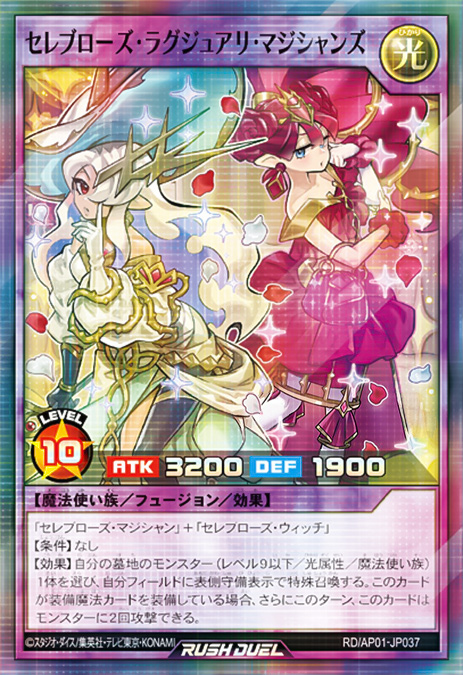 セレブローズ・ラグジュアリ・マジシャンズ
ひかり
光
LEVEL
10
ATK 3200 DEF 1900
【魔法使い族／フュージョン／効果】
「セレブローズ・マジシャン」+「セレブローズ・ウィッチ」
【条件】なし
【効果】自分の墓地のモンスター（レベル9以下／光属性／魔法使い族）
1体を選び、自分フィールドに表側守備表示で特殊召喚する。このカード
が装備魔法カードを装備している場合、さらにこのターン、このカードは
モンスターに2回攻撃できる。
©スタジオ・ダイス/集英社・テレビ東京・KONAMI
RUSH DUEL
RD/AP01-JP037